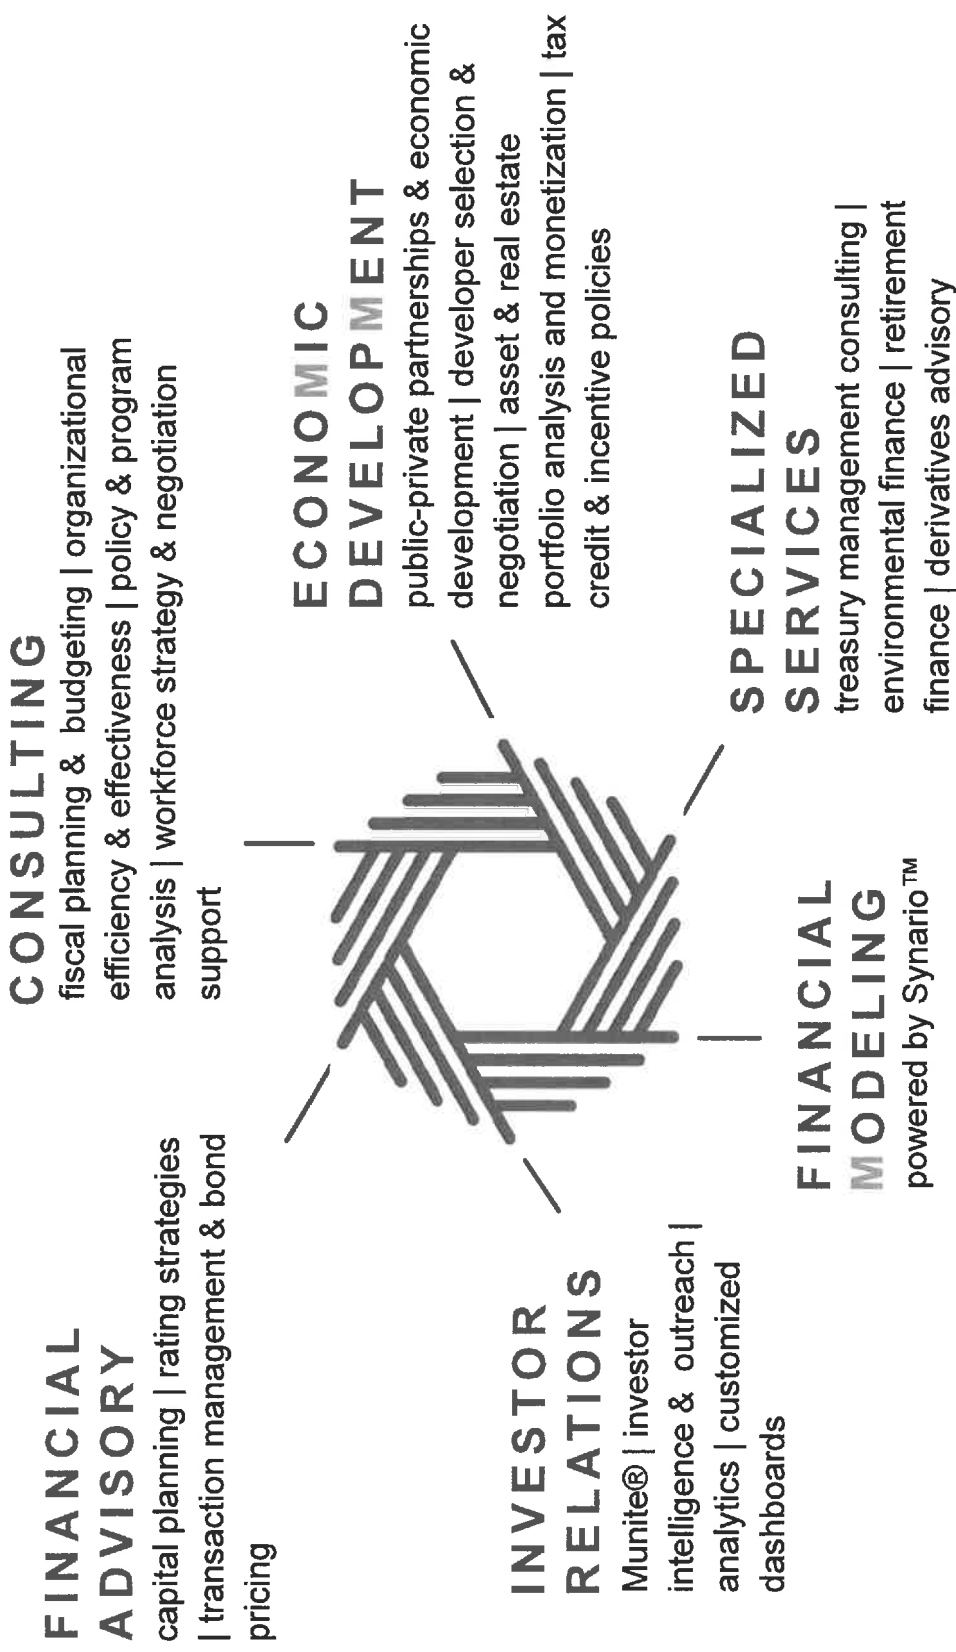 FINANCIAL
ADVISORY
capital planning | rating strategies
| transaction management & bond
pricing
CONSULTING
fiscal planning & budgeting | organizational
efficiency & effectiveness | policy & program
analysis | workforce strategy & negotiation
support
ECONOMIC
DEVELOPMENT
public-private partnerships & economic
development | developer selection &
negotiation | asset & real estate
portfolio analysis and monetization | tax
credit & incentive policies
INVESTOR
RELATIONS
Munite® | investor
intelligence & outreach |
analytics | customized
dashboards
FINANCIAL
MODELING
powered by Synario™
SPECIALIZED
SERVICES
treasury management consulting |
environmental finance | retirement
finance | derivatives advisory